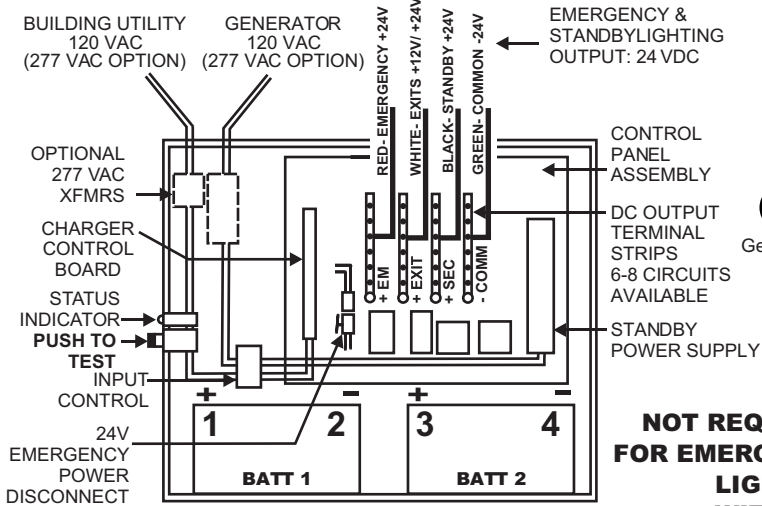 BUILDING UTILITY
120 VAC
(277 VAC OPTION)
GENERATOR
120 VAC
(277 VAC OPTION)
RED- EMERGENCY +24V
WHITE- EXITS +12V/ +24V
BLACK- STANDBY +24V
GREEN- COMMON -24V
EMERGENCY &
STANDBYLIGHTING
OUTPUT: 24 VDC
OPTIONAL
277 VAC
XFMRS
CHARGER
CONTROL
BOARD
STATUS
INDICATOR
PUSH TO
TEST
INPUT
CONTROL
24V
EMERGENCY
POWER
DISCONNECT
+ EM
+ EXIT
+ SEC
- COMM
CONTROL
PANEL
ASSEMBLY
DC OUTPUT
TERMINAL
STRIPS
6-8 CIRCUITS
AVAILABLE
STANDBY
POWER SUPPLY
+ –
1 2
BATT 1
+ –
3 4
BATT 2
Ge
NOT REQ
FOR EMERG
LIG